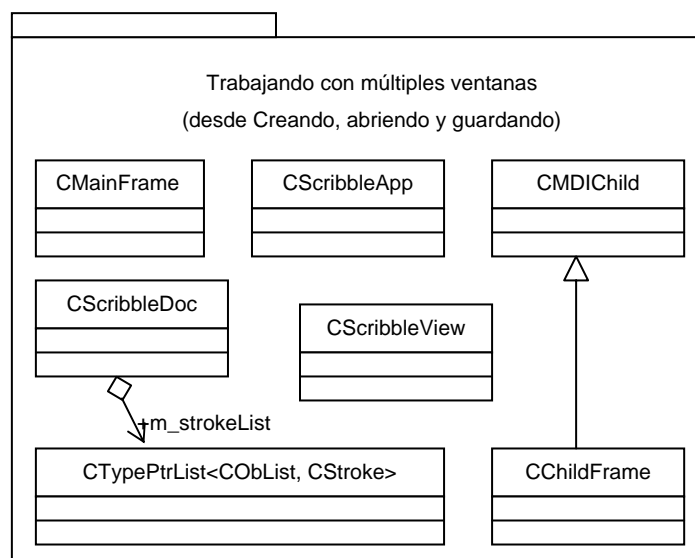 Trabajando con múltiples ventanas
(desde Creando, abriendo y guardando)
CMainFrame
CScribbleApp
CMDIChild
CScribbleDoc
CScribbleView
+m_strokeList
CTypePtrList<CObList, CStroke>
CChildFrame